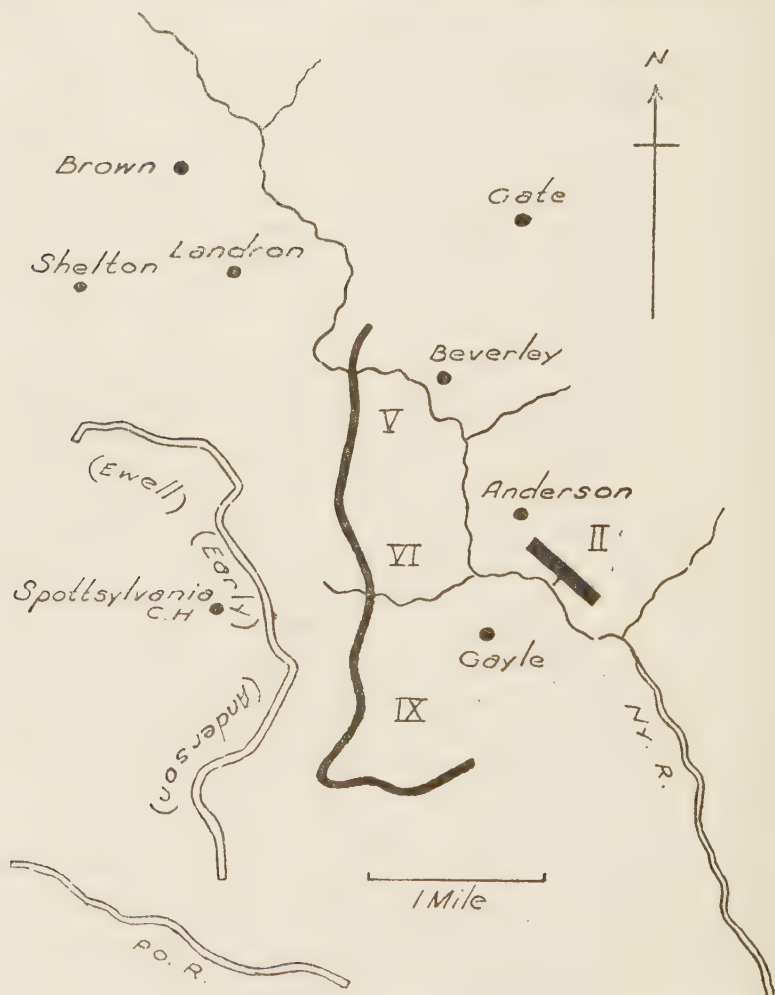 N
Brown
Gate
Shelton
Landron
Beverley
V
(Ewell)
Anderson
II
(Early)
VI
Spottsylvania
C.H
Gayle
(Anderson)
IX
NY. R.
1 Mile
PO. R.